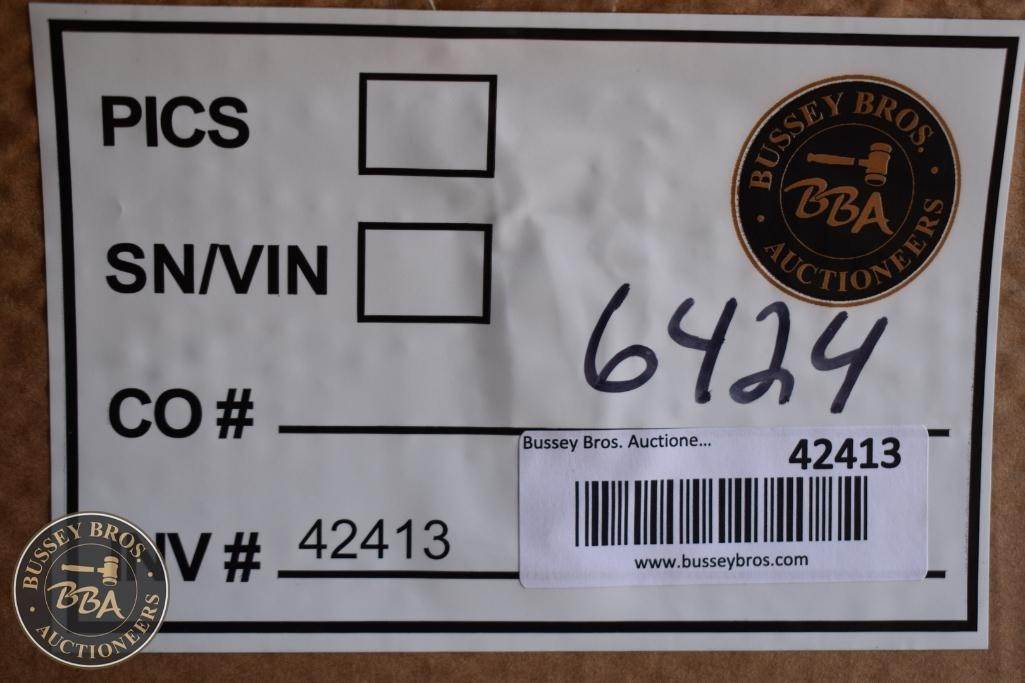 PICS
BUSSEY BROS.
BBA
AUCTIONEERS
SN/VIN
6424
CO #
Bussey Bros. Auctione...
42413
www.busseybros.com
INV # 42413
BUSSEY BROS.
BBA
AUCTIONEERS